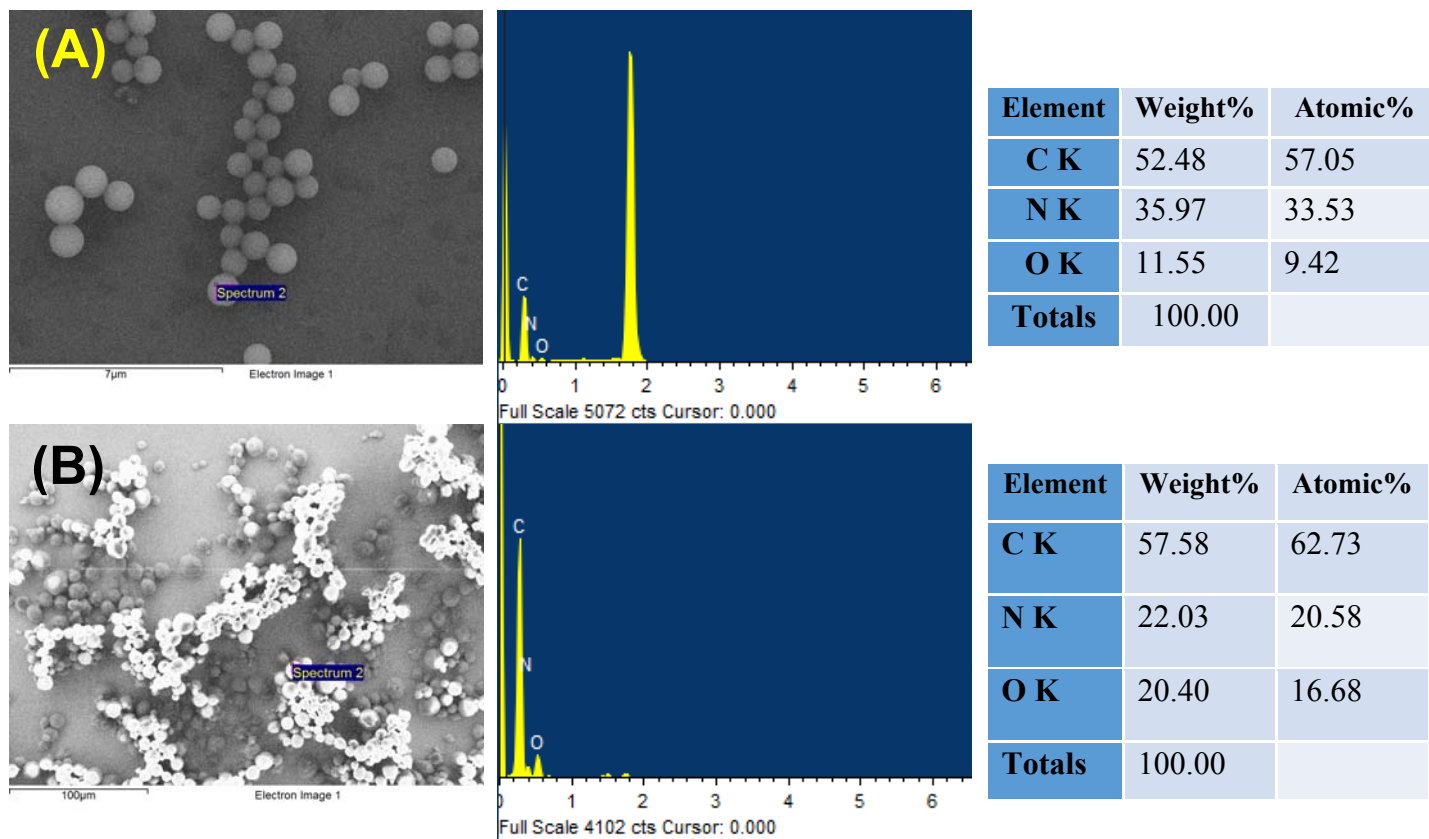 (A)
Spectrum 2
7µm Electron Image 1
C
N
O
0 1 2 3 4 5 6
Full Scale 5072 cts Cursor: 0.000
Element Weight% Atomic%
C K 52.48 57.05
N K 35.97 33.53
O K 11.55 9.42
Totals 100.00
(B)
Spectrum 2
100µm Electron Image 1
C
N
O
0 1 2 3 4 5 6
Full Scale 4102 cts Cursor: 0.000
Element Weight% Atomic%
C K 57.58 62.73
N K 22.03 20.58
O K 20.40 16.68
Totals 100.00